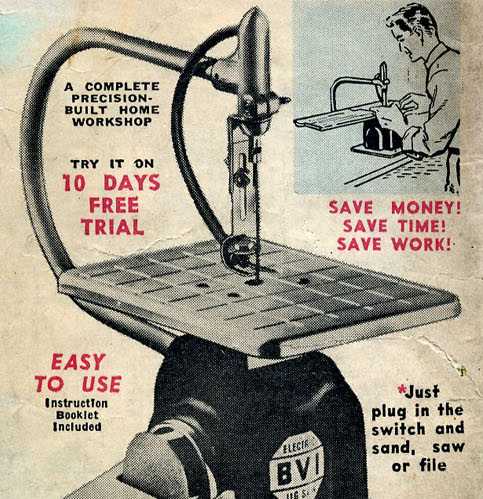 A COMPLETE
PRECISION-
BUILT HOME
WORKSHOP
TRY IT ON
10 DAYS
FREE
TRIAL
SAVE MONEY!
SAVE TIME!
SAVE WORK!
EASY
TO USE
Instruction
Booklet
Included
*Just
plug in the
switch and
sand, saw
or file
BVI